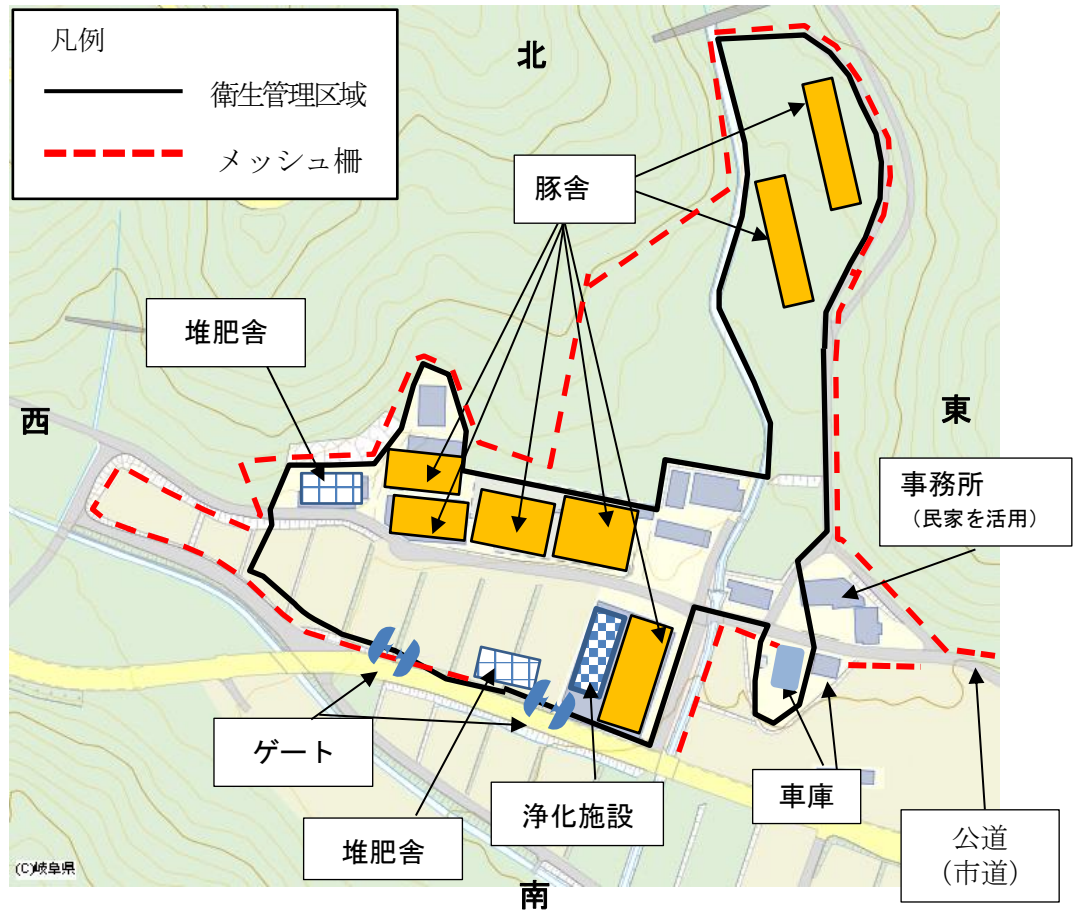 凡例
衛生管理区域
メッシュ柵
北
豚舎
堆肥舎
西
東
事務所
（民家を活用）
ゲート
堆肥舎
浄化施設
車庫
公道
（市道）
(C)岐阜県
南